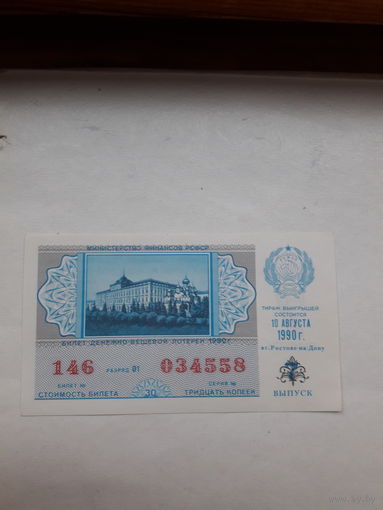 МИНИСТЕРСТВО ФИНАНСОВ РСФСР
БИЛЕТ ДЕНЕЖНО-ВЕЩЕВОЙ ЛОТЕРЕИ 1990 г.
146 РАЗРЯД 01 034558
БИЛЕТ № СЕРИЯ №
СТОИМОСТЬ БИЛЕТА 30 ТРИДЦАТЬ КОПЕЕК
ТИРАЖ ВЫИГРЫШЕЙ
СОСТОИТСЯ
10 АВГУСТА
1990 г.
в г. Ростове-на-Дону
ВЫПУСК